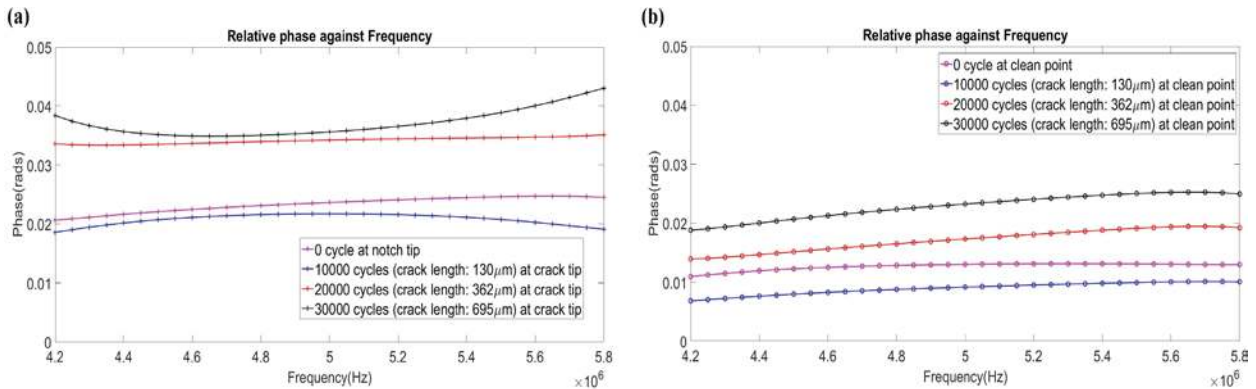 (a)
Relative phase against Frequency
0.05
0.04
0.03
0.02
0.01
0
Phase(rads)
0 cycle at notch tip
10000 cycles (crack length: 130μm) at crack tip
20000 cycles (crack length: 362μm) at crack tip
30000 cycles (crack length: 695μm) at crack tip
4.2 4.4 4.6 4.8 5 5.2 5.4 5.6 5.8
Frequency(Hz)
×10⁶
(b)
Relative phase against Frequency
0.05
0.04
0.03
0.02
0.01
0
Phase(rads)
0 cycle at clean point
10000 cycles (crack length: 130μm) at clean point
20000 cycles (crack length: 362μm) at clean point
30000 cycles (crack length: 695μm) at clean point
4.2 4.4 4.6 4.8 5 5.2 5.4 5.6 5.8
Frequency(Hz)
×10⁶